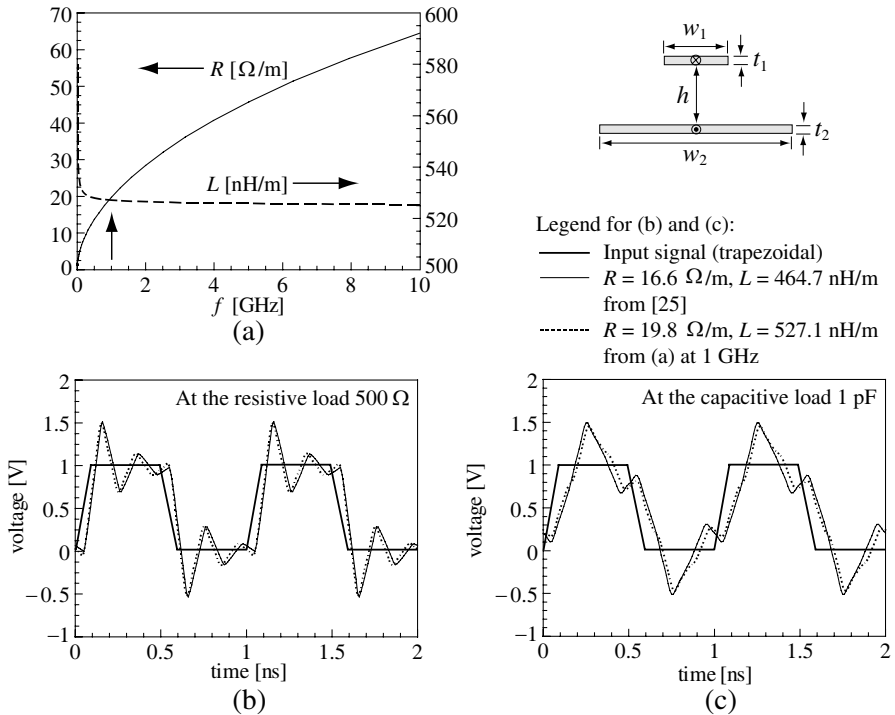 70
60
50
40
30
20
10
0
600
580
560
540
520
500
R [Ω/m]
L [nH/m]
0 2 4 6 8 10
f [GHz]
(a)
w1
t1
h
t2
w2
Legend for (b) and (c):
Input signal (trapezoidal)
R = 16.6 Ω/m, L = 464.7 nH/m
from [25]
R = 19.8 Ω/m, L = 527.1 nH/m
from (a) at 1 GHz
At the resistive load 500 Ω
voltage [V]
2
1.5
1
0.5
0
−0.5
−1
0 0.5 1 1.5 2
time [ns]
(b)
At the capacitive load 1 pF
voltage [V]
2
1.5
1
0.5
0
−0.5
−1
0 0.5 1 1.5 2
time [ns]
(c)